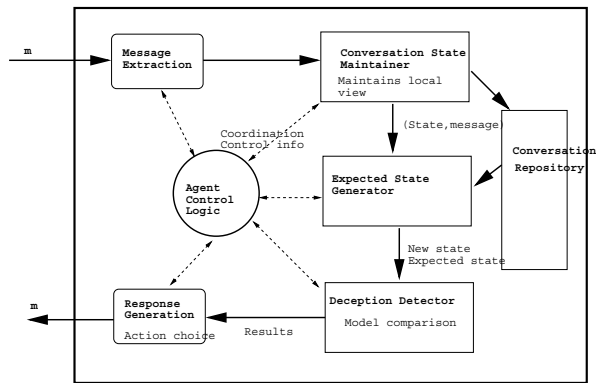 m
Message
Extraction
Conversation State
Maintainer
Maintains local
view
Coordination
Control info
(State,message)
Conversation
Repository
Agent
Control
Logic
Expected State
Generator
New state
Expected state
m
Response
Generation
Action choice
Results
Deception Detector
Model comparison